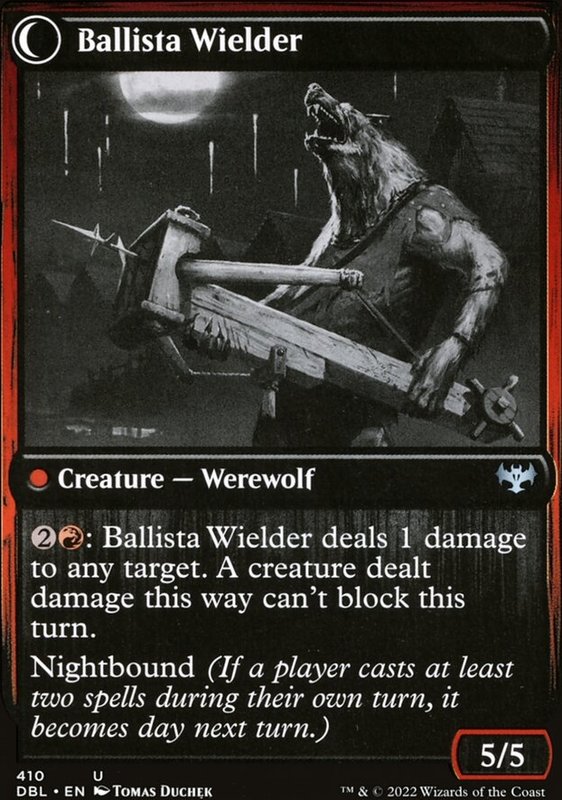 Ballista Wielder
Creature — Werewolf
2: Ballista Wielder deals 1 damage
to any target. A creature dealt
damage this way can't block this
turn.
Nightbound (If a player casts at least
two spells during their own turn, it
becomes day next turn.)
5/5
410 U
DBL • EN Tomas Duchek
™ & © 2022 Wizards of the Coast